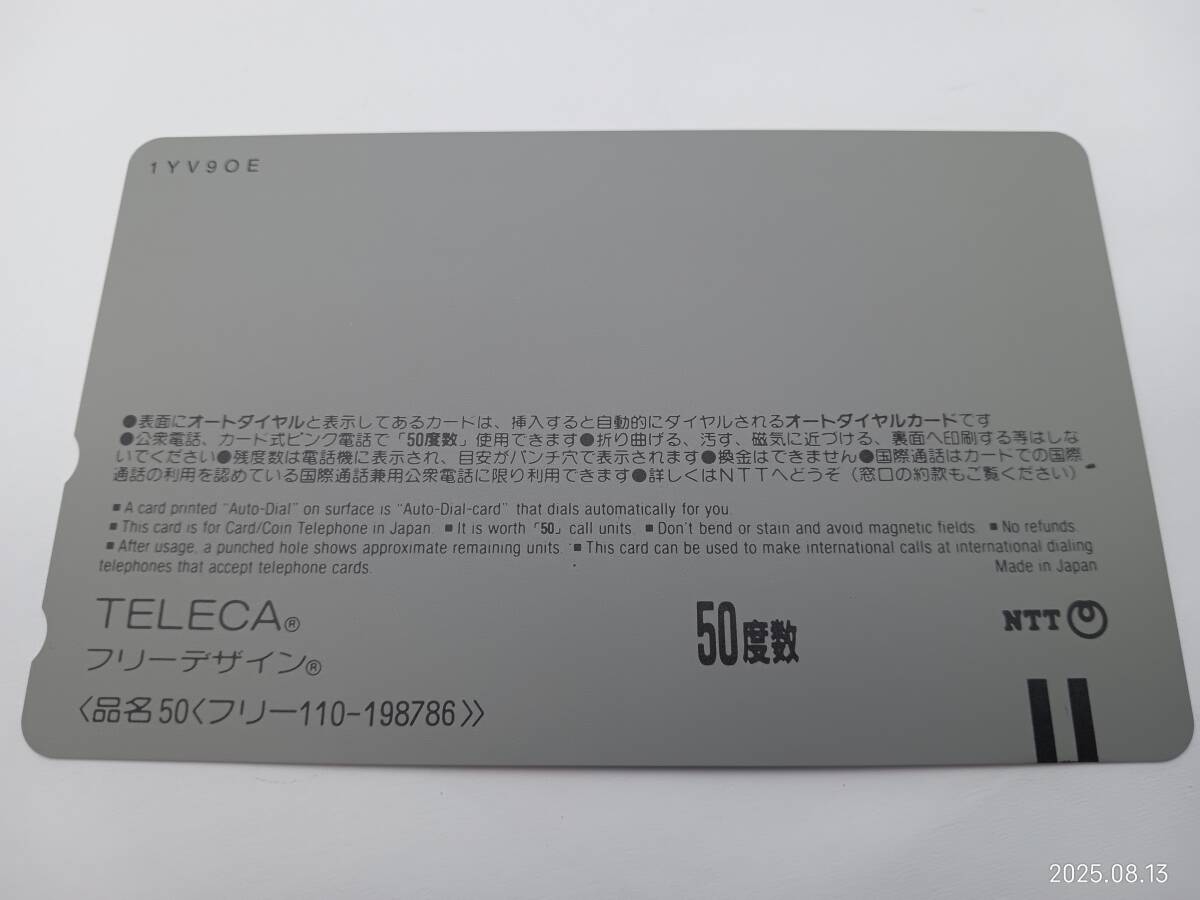 1YV9OE
●表面にオートダイヤルと表示してあるカードは、挿入すると自動的にダイヤルされるオートダイヤルカードです
●公衆電話、カード式ピンク電話で「50度数」使用できます●折り曲げる、汚す、磁気に近づける、裏面へ印刷する等はしな
いでください●残度数は電話機に表示され、目安がパンチ穴で表示されます●換金はできません●国際通話はカードでの国際
通話の利用を認めている国際通話兼用公衆電話に限り利用できます●詳しくはNTTへどうぞ(窓口の約款もご覧ください)
■A card printed "Auto-Dial" on surface is "Auto-Dial-card" that dials automatically for you.
■This card is for Card/Coin Telephone in Japan. ■It is worth「50」call units. ■Don't bend or stain and avoid magnetic fields. ■No refunds.
■After usage, a punched hole shows approximate remaining units. ■This card can be used to make international calls at international dialing
telephones that accept telephone cards.
Made in Japan
TELECA®
50度数
NTT
フリーデザイン®
〈品名50〈フリー110-198786〉〉
2025.08.13